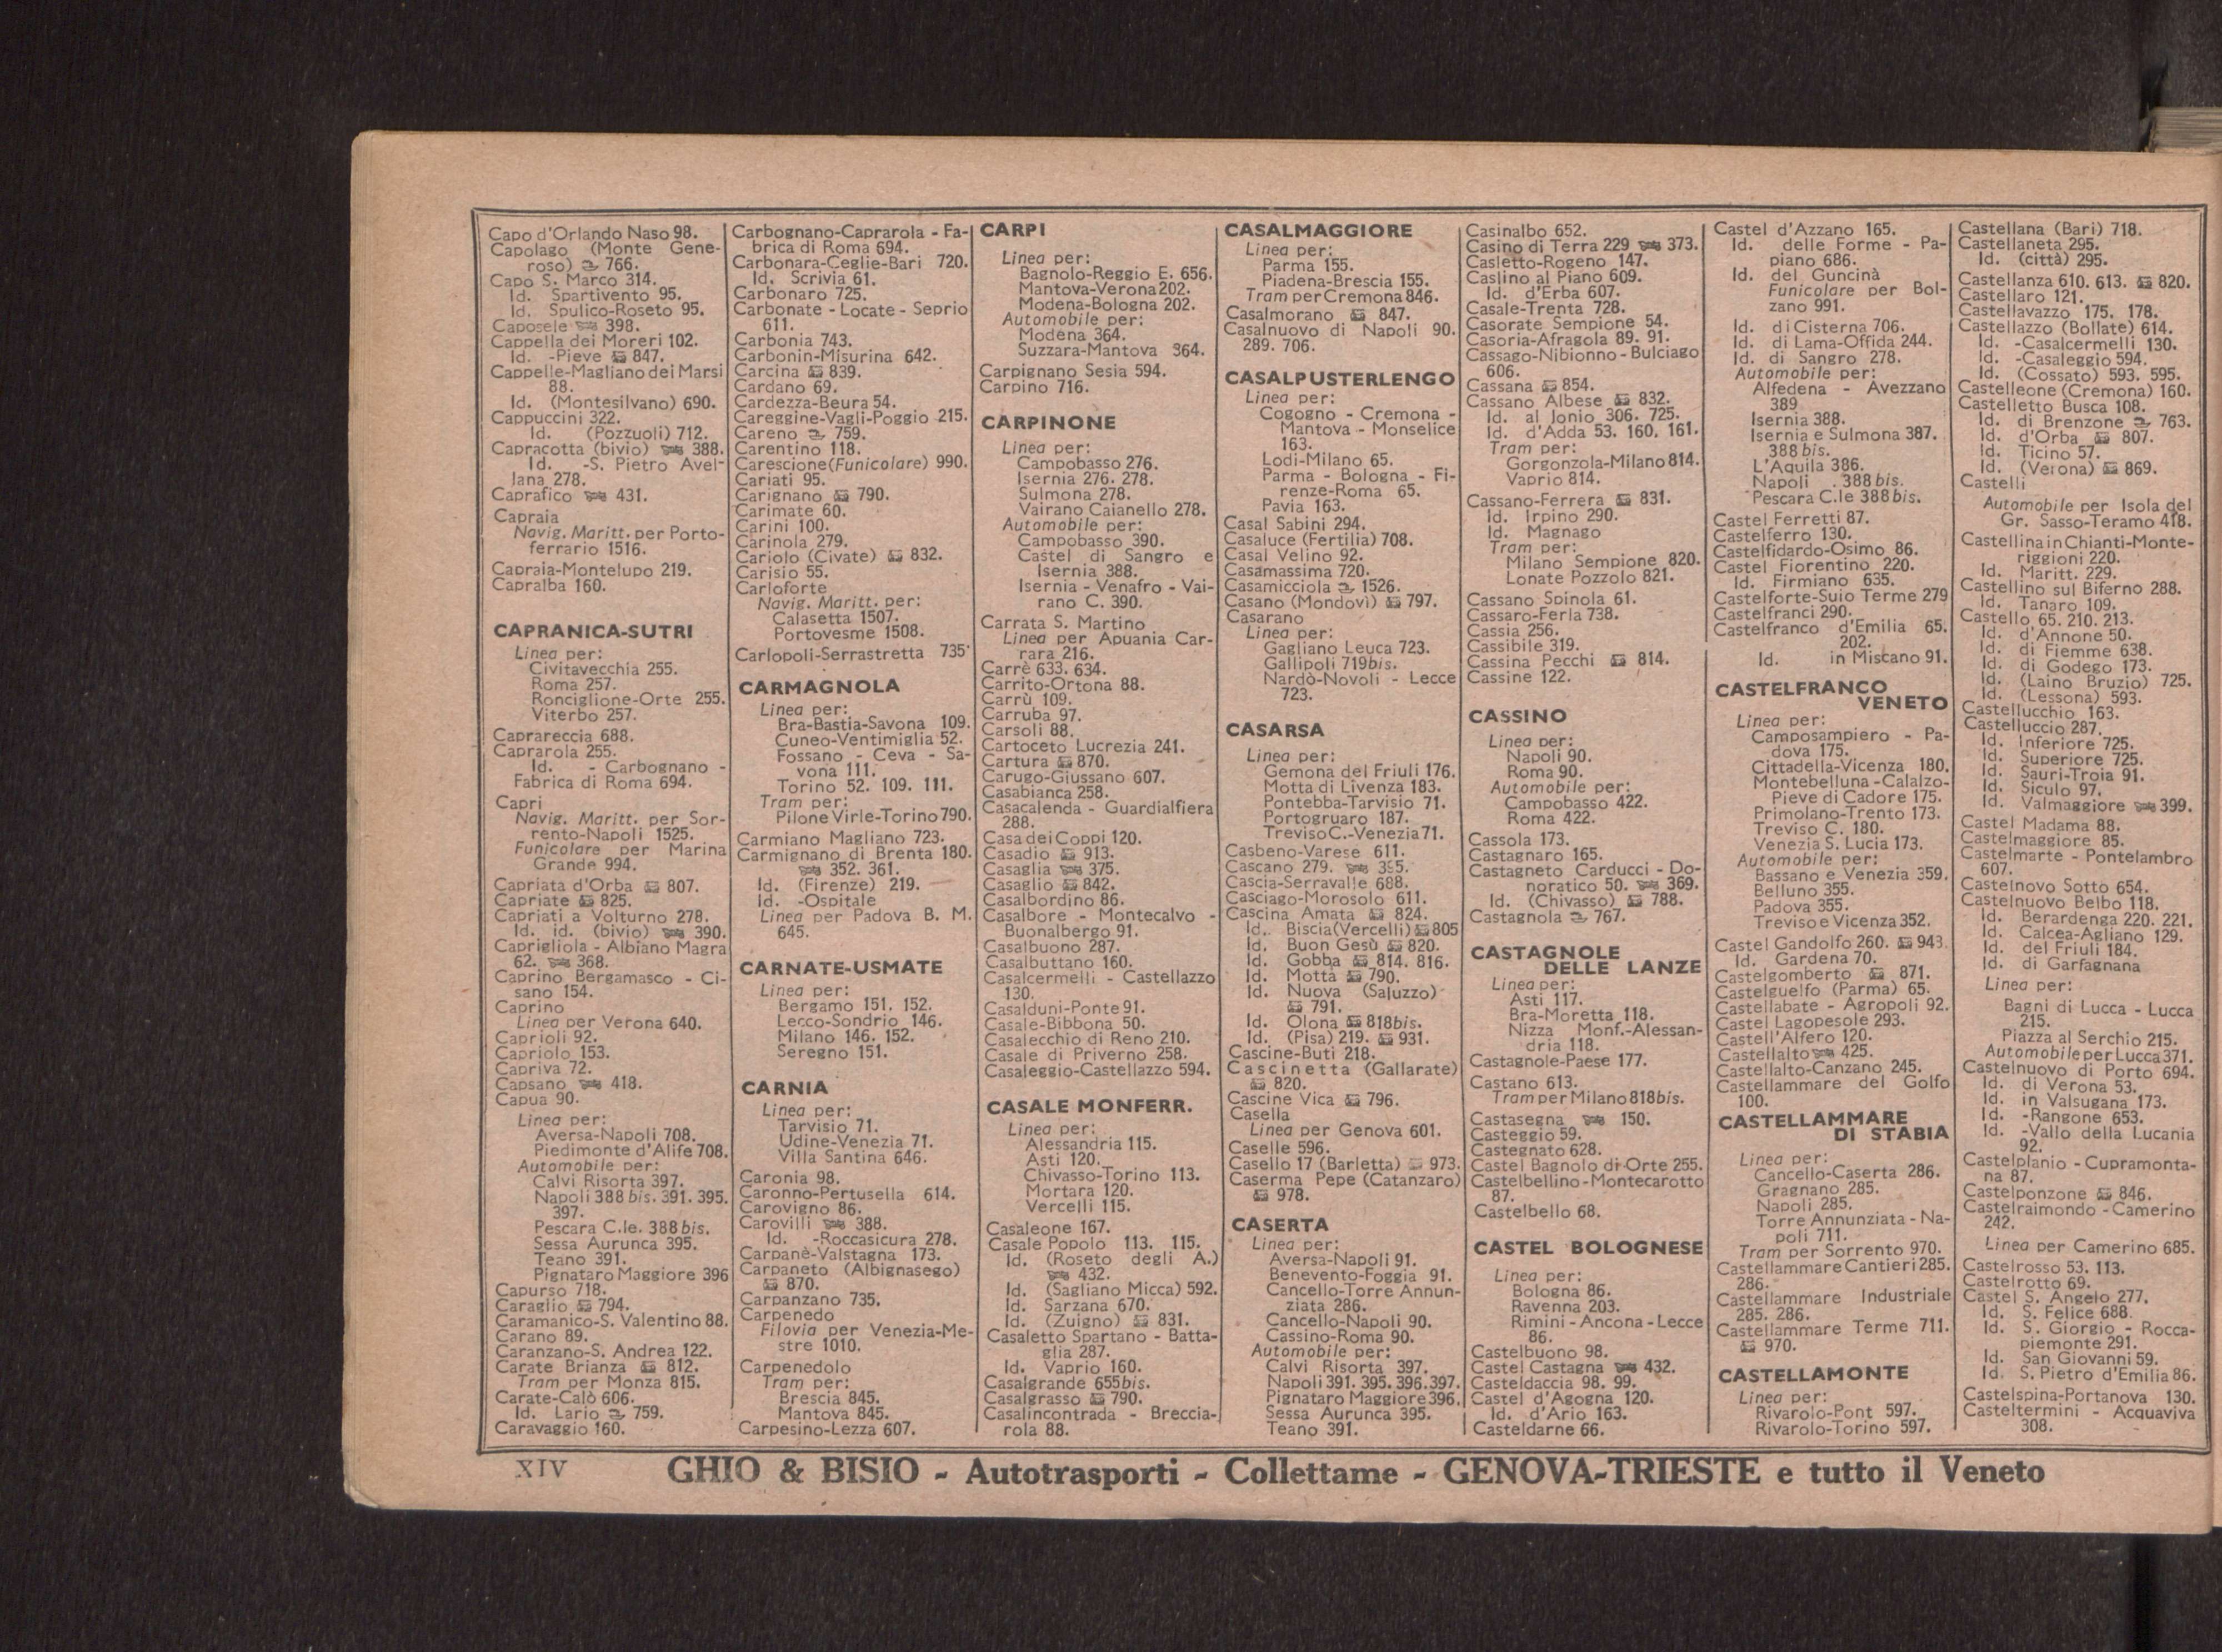 Capo d'Orlando Naso 98.
Capolago (Monte Gene-
roso) 766.
Capo S. Marco 314.
Id. Spartivento 95.
Id. Spulico-Roseto 95.
Caposele 398.
Cappella dei Moreri 102.
Id. -Pieve 847.
Cappelle-Magliano dei Marsi
88.
Id. (Montesilvano) 690.
Cappuccini 322.
Id. (Pozzuoli) 712.
Capracotta (bivio) 388.
Id. -S. Pietro Avel-
lana 278.
Caprafico 431.
Capraia
Navig. Maritt. per Porto-
ferrario 1516.
Capraia-Montelupo 219.
Capralba 160.
CAPRANICA-SUTRI
Linea per:
Civitavecchia 255.
Roma 257.
Ronciglione-Orte 255.
Viterbo 257.
Caprareccia 688.
Caprarola 255.
Id. - Carbognano -
Fabrica di Roma 694.
Capri
Navig. Maritt. per Sor-
rento-Napoli 1525.
Funicolare per Marina
Grande 994.
Capriata d'Orba 807.
Capriate 825.
Capriati a Volturno 278.
Id. id. (bivio) 390.
Caprigliola - Albiano Magra
62. 368.
Caprino Bergamasco - Ci-
sano 154.
Caprino
Linea per Verona 640.
Caprioli 92.
Capriolo 153.
Capriva 72.
Capsano 418.
Capua 90.
Linea per:
Aversa-Napoli 708.
Piedimonte d'Alife 708.
Automobile per:
Calvi Risorta 397.
Napoli 388 bis. 391. 395.
397.
Pescara C.le. 388 bis.
Sessa Aurunca 395.
Teano 391.
Pignataro Maggiore 396
Capurso 718.
Caraglio 794.
Caramanico-S. Valentino 88.
Carano 89.
Caranzano-S. Andrea 122.
Carate Brianza 812.
Tram per Monza 815.
Carate-Calò 606.
Id. Lario 759.
Caravaggio 160.
Carbognano-Caprarola - Fa-
brica di Roma 694.
Carbonara-Ceglie-Bari 720.
Id. Scrivia 61.
Carbonaro 725.
Carbonate - Locate - Seprio
611.
Carbonia 743.
Carbonin-Misurina 642.
Carcina 839.
Cardano 69.
Cardezza-Beura 54.
Careggine-Vagli-Poggio 215.
Careno 759.
Carentino 118.
Carescione (Funicolare) 990.
Cariati 95.
Carignano 790.
Carimate 60.
Carini 100.
Carinola 279.
Cariolo (Civate) 832.
Carisio 55.
Carloforte
Navig. Maritt. per:
Calasetta 1507.
Portovesme 1508.
Carlopoli-Serrastretta 735
CARMAGNOLA
Linea per:
Bra-Bastia-Savona 109.
Cuneo-Ventimiglia 52.
Fossano - Ceva - Sa-
vona 111.
Torino 52. 109. 111.
Tram per:
Pilone Virle-Torino 790.
Carmiano Magliano 723.
Carmignano di Brenta 180.
352. 361.
Id. (Firenze) 219.
Id. -Ospitale
Linea per Padova B. M.
645.
CARNATE-USMATE
Linea per:
Bergamo 151. 152.
Lecco-Sondrio 146.
Milano 146. 152.
Seregno 151.
CARNIA
Linea per:
Tarvisio 71.
Udine-Venezia 71.
Villa Santina 646.
Caronia 98.
Caronno-Pertusella 614.
Carovigno 86.
Carovilli 388.
Id. -Roccasicura 278.
Carpanè-Valstagna 173.
Carpaneto (Albignasego)
870.
Carpanzano 735.
Carpenedo
Filovia per Venezia-Me-
stre 1010.
Carpenedolo
Tram per:
Brescia 845.
Mantova 845.
Carpesino-Lezza 607.
CARPI
Linea per:
Bagnolo-Reggio E. 656.
Mantova-Verona 202.
Modena-Bologna 202.
Automobile per:
Modena 364.
Suzzara-Mantova 364.
Carpignano Sesia 594.
Carpino 716.
CARPINONE
Linea per:
Campobasso 276.
Isernia 276. 278.
Sulmona 278.
Vairano Caianello 278.
Automobile per:
Campobasso 390.
Castel di Sangro e
Isernia 388.
Isernia - Venafro - Vai-
rano C. 390.
Carrata S. Martino
Linea per Apuania Car-
rara 216.
Carrè 633. 634.
Carrito-Ortona 88.
Carrù 109.
Carruba 97.
Carsoli 88.
Cartoceto Lucrezia 241.
Cartura 870.
Carugo-Giussano 607.
Casabianca 258.
Casacalenda - Guardialfiera
288.
Casa dei Coppi 120.
Casadio 913.
Casaglia 375.
Casaglio 842.
Casalbordino 86.
Casalbore - Montecalvo -
Buonalbergo 91.
Casalbuono 287.
Casalbuttano 160.
Casalcermelli - Castellazzo
130.
Casalduni-Ponte 91.
Casale-Bibbona 50.
Casalecchio di Reno 210.
Casale di Priverno 258.
Casaleggio-Castellazzo 594.
CASALE MONFERR.
Linea per:
Alessandria 115.
Asti 120.
Chivasso-Torino 113.
Mortara 120.
Vercelli 115.
Casaleone 167.
Casale Popolo 113. 115.
Id. (Roseto degli A.)
432.
Id. (Sagliano Micca) 592.
Id. Sarzana 670.
Id. (Zuigno) 831.
Casaletto Spartano - Batta-
glia 287.
Id. Vaprio 160.
Casalgrande 655bis.
Casalgrasso 790.
Casalincontrada - Breccia-
rola 88.
CASALMAGGIORE
Linea per:
Parma 155.
Piadena-Brescia 155.
Tram per Cremona 846.
Casalmorano 847.
Casalnuovo di Napoli 90.
289. 706.
CASALPUSTERLENGO
Linea per:
Cogogno - Cremona -
Mantova - Monselice
163.
Lodi-Milano 65.
Parma - Bologna - Fi-
renze-Roma 65.
Pavia 163.
Casal Sabini 294.
Casaluce (Fertilia) 708.
Casal Velino 92.
Casamassima 720.
Casamicciola 1526.
Casano (Mondovì) 797.
Casarano
Linea per:
Gagliano Leuca 723.
Gallipoli 719bis.
Nardò-Novoli - Lecce
723.
CASARSA
Linea per:
Gemona del Friuli 176.
Motta di Livenza 183.
Pontebba-Tarvisio 71.
Portogruaro 187.
Treviso C.-Venezia 71.
Casbeno-Varese 611.
Cascano 279. 395.
Cascia-Serravalle 688.
Casciago-Morosolo 611.
Cascina Amata 824.
Id. Biscia (Vercelli) 805
Id. Buon Gesù 820.
Id. Gobba 814. 816.
Id. Motta 790.
Id. Nuova (Saluzzo)
791.
Id. Olona 818bis.
Id. (Pisa) 219. 931.
Cascine-Buti 218.
Cascinetta (Gallarate)
820.
Cascine Vica 796.
Casella
Linea per Genova 601.
Caselle 596.
Casello 17 (Barletta) 973.
Caserma Pepe (Catanzaro)
978.
CASERTA
Linea per:
Aversa-Napoli 91.
Benevento-Foggia 91.
Cancello-Torre Annun-
ziata 286.
Cancello-Napoli 90.
Cassino-Roma 90.
Automobile per:
Calvi Risorta 397.
Napoli 391. 395. 396. 397.
Pignataro Maggiore 396.
Sessa Aurunca 395.
Teano 391.
Casinalbo 652.
Casino di Terra 229 373.
Casletto-Rogeno 147.
Caslino al Piano 609.
Id. d'Erba 607.
Casale-Trenta 728.
Casorate Sempione 54.
Casoria-Afragola 89. 91.
Cassago-Nibionno - Bulciago
606.
Cassana 854.
Cassano Albese 832.
Id. al Jonio 306. 725.
Id. d'Adda 53. 160. 161.
Tram per:
Gorgonzola-Milano 814.
Vaprio 814.
Cassano-Ferrera 831.
Id. Irpino 290.
Id. Magnago
Tram per:
Milano Sempione 820.
Lonate Pozzolo 821.
Cassano Spinola 61.
Cassaro-Ferla 738.
Cassia 256.
Cassibile 319.
Cassina Pecchi 814.
Cassine 122.
CASSINO
Linea per:
Napoli 90.
Roma 90.
Automobile per:
Campobasso 422.
Roma 422.
Cassola 173.
Castagnaro 165.
Castagneto Carducci - Do-
noratico 50. 369.
Id. (Chivasso) 788.
Castagnola 767.
CASTAGNOLE
DELLE LANZE
Linea per:
Asti 117.
Bra-Moretta 118.
Nizza Monf.-Alessan-
dria 118.
Castagnole-Paese 177.
Castano 613.
Tram per Milano 818bis.
Castasegna 150.
Casteggio 59.
Castegnato 628.
Castel Bagnolo di Orte 255.
Castelbellino - Montecarotto
87.
Castelbello 68.
CASTEL BOLOGNESE
Linea per:
Bologna 86.
Ravenna 203.
Rimini - Ancona - Lecce
86.
Castelbuono 98.
Castel Castagna 432.
Casteldaccia 98. 99.
Castel d'Agogna 120.
Id. d'Ario 163.
Casteldarne 66.
Castel d'Azzano 165.
Id. delle Forme - Pa-
piano 686.
Id. del Guncinà
Funicolare per Bol-
zano 991.
Id. di Cisterna 706.
Id. di Lama-Offida 244.
Id. di Sangro 278.
Automobile per:
Alfedena - Avezzano
389
Isernia 388.
Isernia e Sulmona 387.
388 bis.
L'Aquila 386.
Napoli 388 bis.
Pescara C.le 388 bis.
Castel Ferretti 87.
Castelferro 130.
Castelfidardo-Osimo 86.
Castel Fiorentino 220.
Id. Firmiano 635.
Castelforte-Suio Terme 279
Castelfranci 290.
Castelfranco d'Emilia 65.
202.
Id. in Miscano 91.
CASTELFRANCO
VENETO
Linea per:
Camposampiero - Pa-
dova 175.
Cittadella-Vicenza 180.
Montebelluna - Calalzo-
Pieve di Cadore 175.
Primolano-Trento 173.
Treviso C. 180.
Venezia S. Lucia 173.
Automobile per:
Bassano e Venezia 359.
Belluno 355.
Padova 355.
Treviso e Vicenza 352.
Castel Gandolfo 260. 943.
Id. Gardena 70.
Castelgomberto 871.
Castelguelfo (Parma) 65.
Castellabate - Agropoli 92.
Castel Lagopesole 293.
Castell'Alfero 120.
Castellalto 425.
Castellalto-Canzano 245.
Castellammare del Golfo
100.
CASTELLAMMARE
DI STABIA
Linea per:
Cancello-Caserta 286.
Gragnano 285.
Napoli 285.
Torre Annunziata - Na-
poli 711.
Tram per Sorrento 970.
Castellammare Cantieri 285.
286.
Castellammare Industriale
285. 286.
Castellammare Terme 711.
970.
CASTELLAMONTE
Linea per:
Rivarolo-Pont 597.
Rivarolo-Torino 597.
Castellana (Bari) 718.
Castellaneta 295.
Id. (città) 295.
Castellanza 610. 613. 820.
Castellaro 121.
Castellavazzo 175. 178.
Castellazzo (Bollate) 614.
Id. -Casalcermelli 130.
Id. -Casaleggio 594.
Id. (Cossato) 593. 595.
Castelleone (Cremona) 160.
Castelletto Busca 108.
Id. di Brenzone 763.
Id. d'Orba 807.
Id. Ticino 57.
Id. (Verona) 869.
Castelli
Automobile per Isola del
Gr. Sasso-Teramo 418.
Castellina in Chianti-Monte-
riggioni 220.
Id. Maritt. 229.
Castellino sul Biferno 288.
Id. Tanaro 109.
Castello 65. 210. 213.
Id. d'Annone 50.
Id. di Fiemme 638.
Id. di Godego 173.
Id. (Laino Bruzio) 725.
Id. (Lessona) 593.
Castellucchio 163.
Castelluccio 287.
Id. Inferiore 725.
Id. Superiore 725.
Id. Sauri-Troia 91.
Id. Siculo 97.
Id. Valmaggiore 399.
Castel Madama 88.
Castelmaggiore 85.
Castelmarte - Pontelambro
607.
Castelnovo Sotto 654.
Castelnuovo Belbo 118.
Id. Berardenga 220. 221.
Id. Calcea-Agliano 129.
Id. del Friuli 184.
Id. di Garfagnana
Linea per:
Bagni di Lucca - Lucca
215.
Piazza al Serchio 215.
Automobile per Lucca 371.
Castelnuovo di Porto 694.
Id. di Verona 53.
Id. in Valsugana 173.
Id. -Rangone 653.
Id. -Vallo della Lucania
92.
Castelplanio - Cupramonta-
na 87.
Castelponzone 846.
Castelraimondo - Camerino
242.
Linea per Camerino 685.
Castelrosso 53. 113.
Castelrotto 69.
Castel S. Angelo 277.
Id. S. Felice 688.
Id. S. Giorgio - Rocca-
piemonte 291.
Id. San Giovanni 59.
Id. S. Pietro d'Emilia 86.
Castelspina-Portanova 130.
Casteltermini - Acquaviva
308.
XIV GHIO & BISIO - Autotrasporti - Collettame - GENOVA-TRIESTE e tutto il Veneto